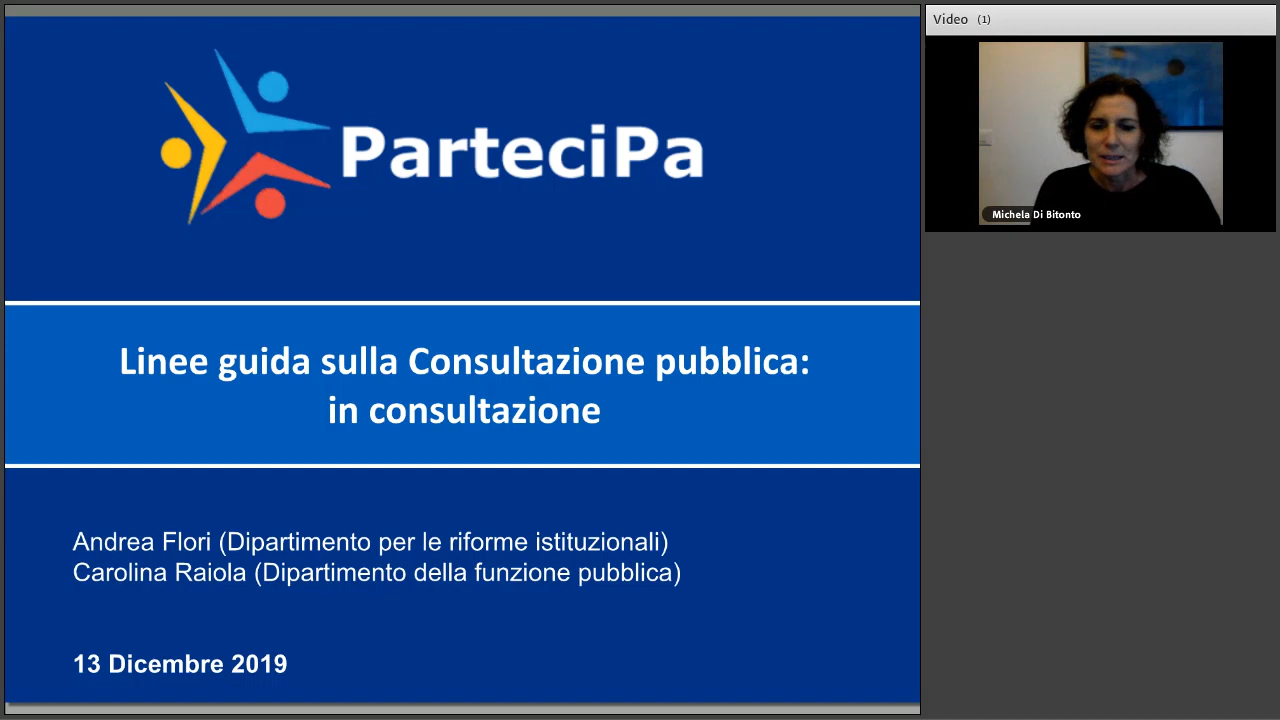 ParteciPa
Linee guida sulla Consultazione pubblica:
in consultazione
Andrea Flori (Dipartimento per le riforme istituzionali)
Carolina Raiola (Dipartimento della funzione pubblica)
13 Dicembre 2019
Video (1)
Michela Di Bitonto